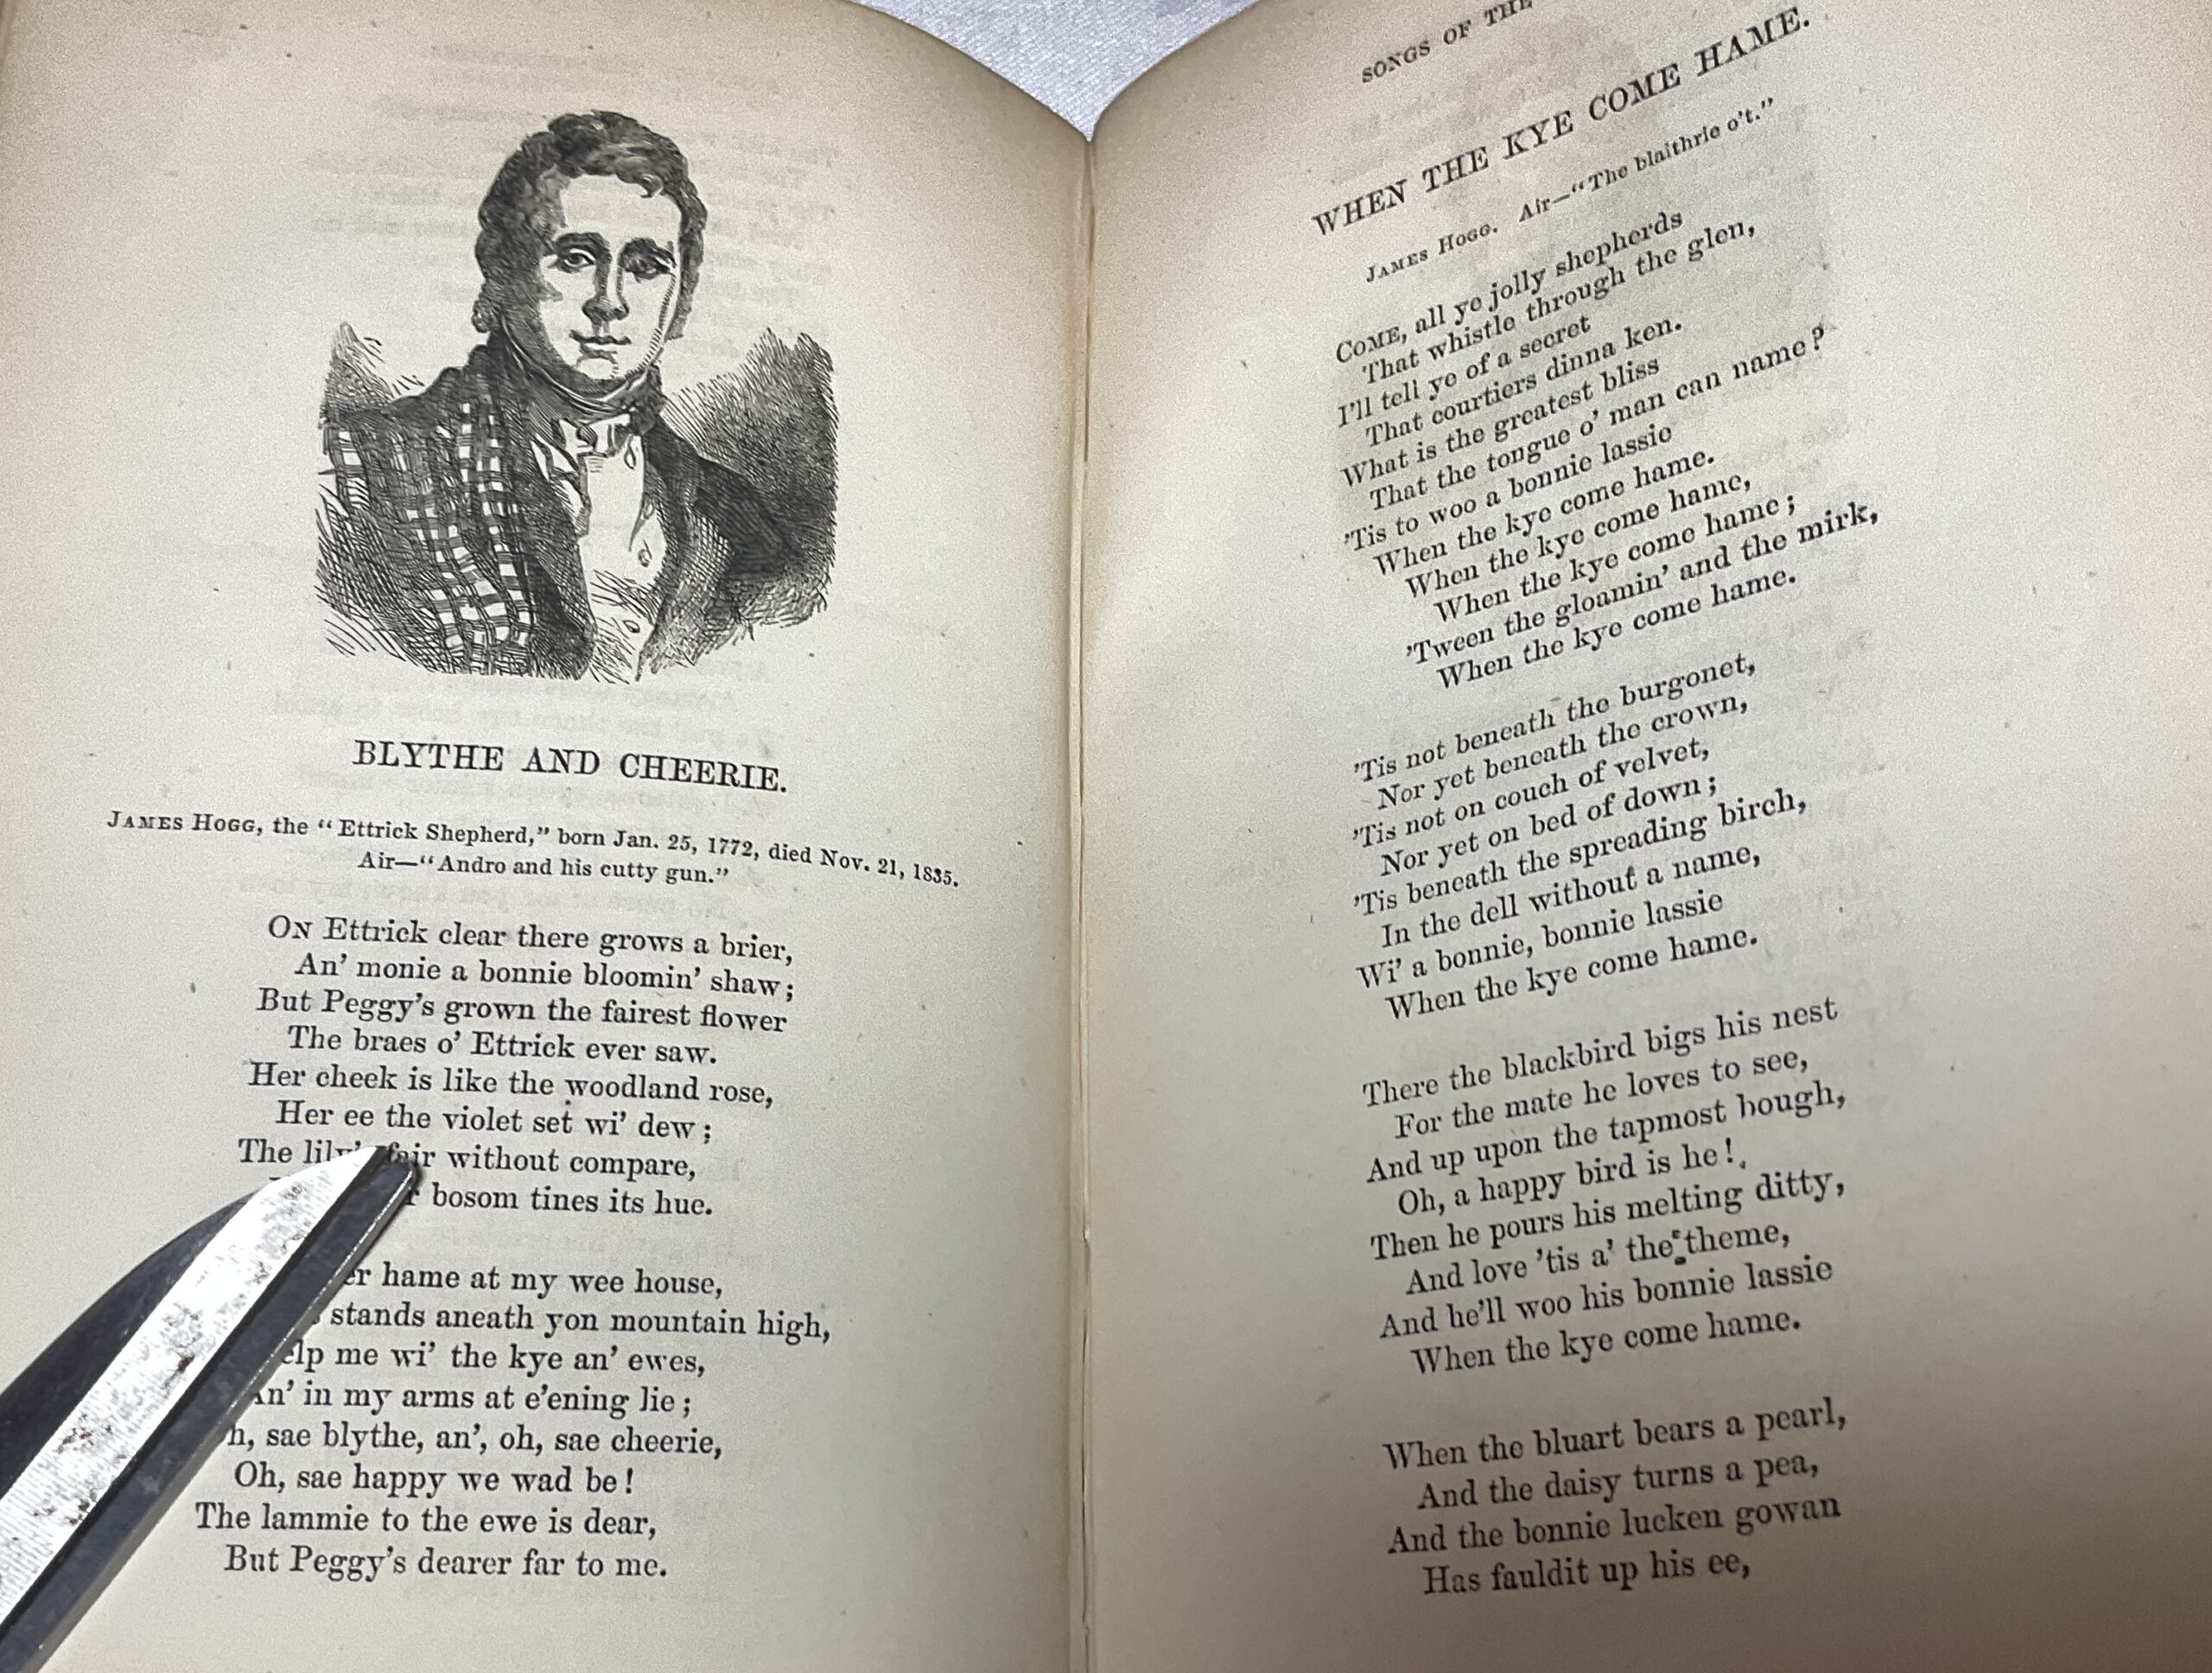 BLYTHE AND CHEERIE.
JAMES HOGG, the “Ettrick Shepherd,” born Jan. 25, 1772, died Nov. 21, 1835.
Air—“Andro and his cutty gun.”
ON Ettrick clear there grows a brier,
An’ monie a bonnie bloomin’ shaw;
But Peggy’s grown the fairest flower
The braes o’ Ettrick ever saw.
Her cheek is like the woodland rose,
Her ee the violet set wi’ dew;
The fair without compare,
bosom tines its hue.
hame at my wee house,
stands aneath yon mountain high,
me wi’ the kye an’ ewes,
in my arms at e’ening lie;
sae blythe, an’, oh, sae cheerie,
Oh, sae happy we wad be!
The lammie to the ewe is dear,
But Peggy’s dearer far to me.
SONGS OF THE
WHEN THE KYE COME HAME.
JAMES HOGG. Air—“The blaithrie o’t.”
COME, all ye jolly shepherds
That whistle through the glen,
I’ll tell ye of a secret
That courtiers dinna ken.
What is the greatest bliss
That the tongue o’ man can name?
’Tis to woo a bonnie lassie
When the kye come hame.
When the kye come hame,
When the kye come hame;
’Tween the gloamin’ and the mirk,
When the kye come hame.
’Tis not beneath the burgonet,
Nor yet beneath the crown,
’Tis not on couch of velvet,
Nor yet on bed of down;
’Tis beneath the spreading birch,
In the dell without a name,
Wi’ a bonnie, bonnie lassie
When the kye come hame.
There the blackbird bigs his nest
For the mate he loves to see,
And up upon the tapmost bough,
Oh, a happy bird is he!
Then he pours his melting ditty,
And love ’tis a’ the theme,
And he’ll woo his bonnie lassie
When the kye come hame.
When the bluart bears a pearl,
And the daisy turns a pea,
And the bonnie lucken gowan
Has fauldit up his ee,